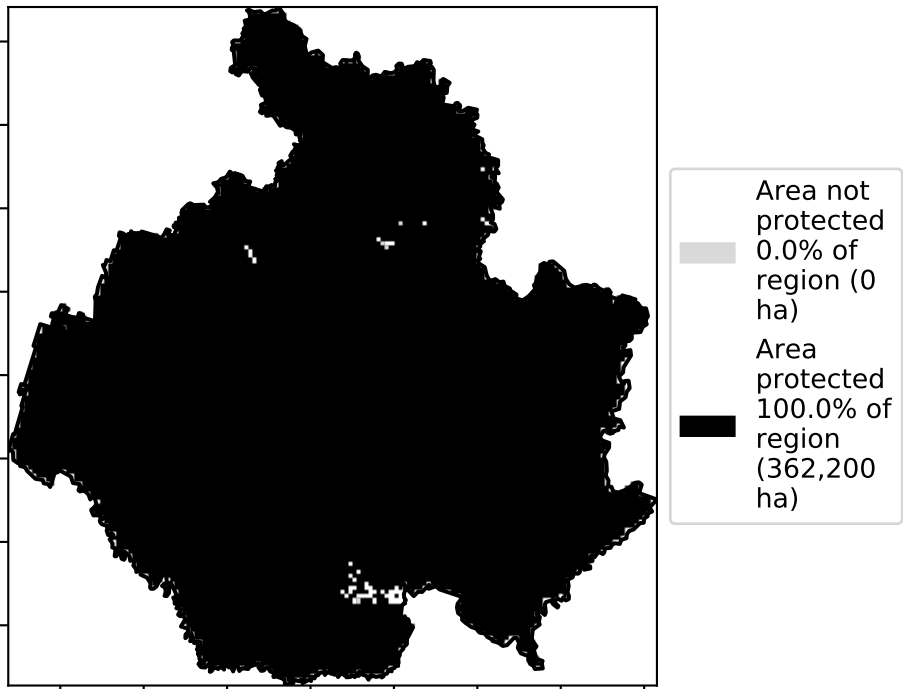 Area not
protected
0.0% of
region (0
ha)
Area
protected
100.0% of
region
(362,200
ha)